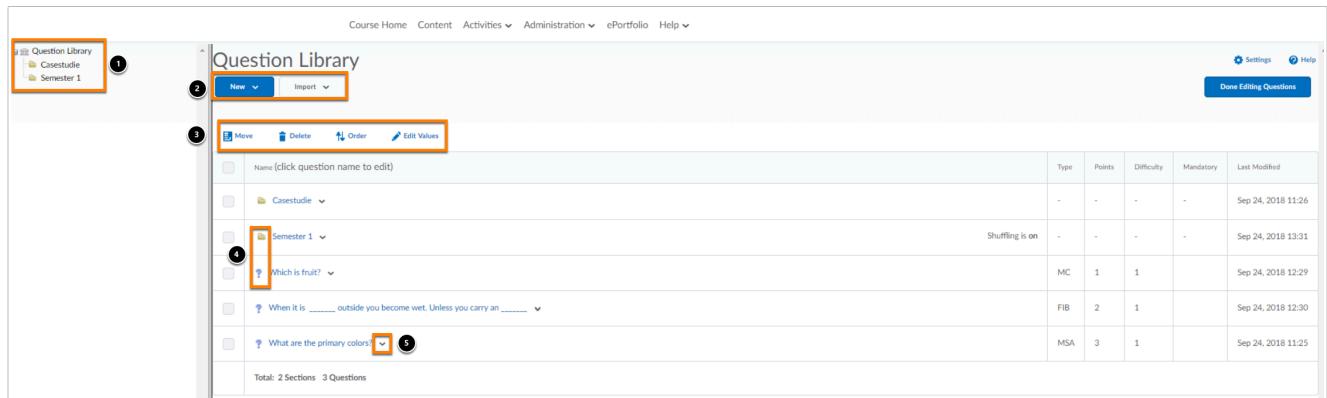 Course Home Content Activities Administration ePortfolio Help
Question Library
Casestudie
Semester 1
1
Question Library
Settings Help
2
New Import
Done Editing Questions
3
Move Delete Order Edit Values
Name (click question name to edit) Type Points Difficulty Mandatory Last Modified
Casestudie - - - - Sep 24, 2018 11:26
Semester 1 Shuffling is on - - - - Sep 24, 2018 13:31
4
? Which is fruit? MC 1 1 Sep 24, 2018 12:29
? When it is _______ outside you become wet. Unless you carry an _______ FIB 2 1 Sep 24, 2018 12:30
? What are the primary colors? 5 MSA 3 1 Sep 24, 2018 11:25
Total: 2 Sections 3 Questions